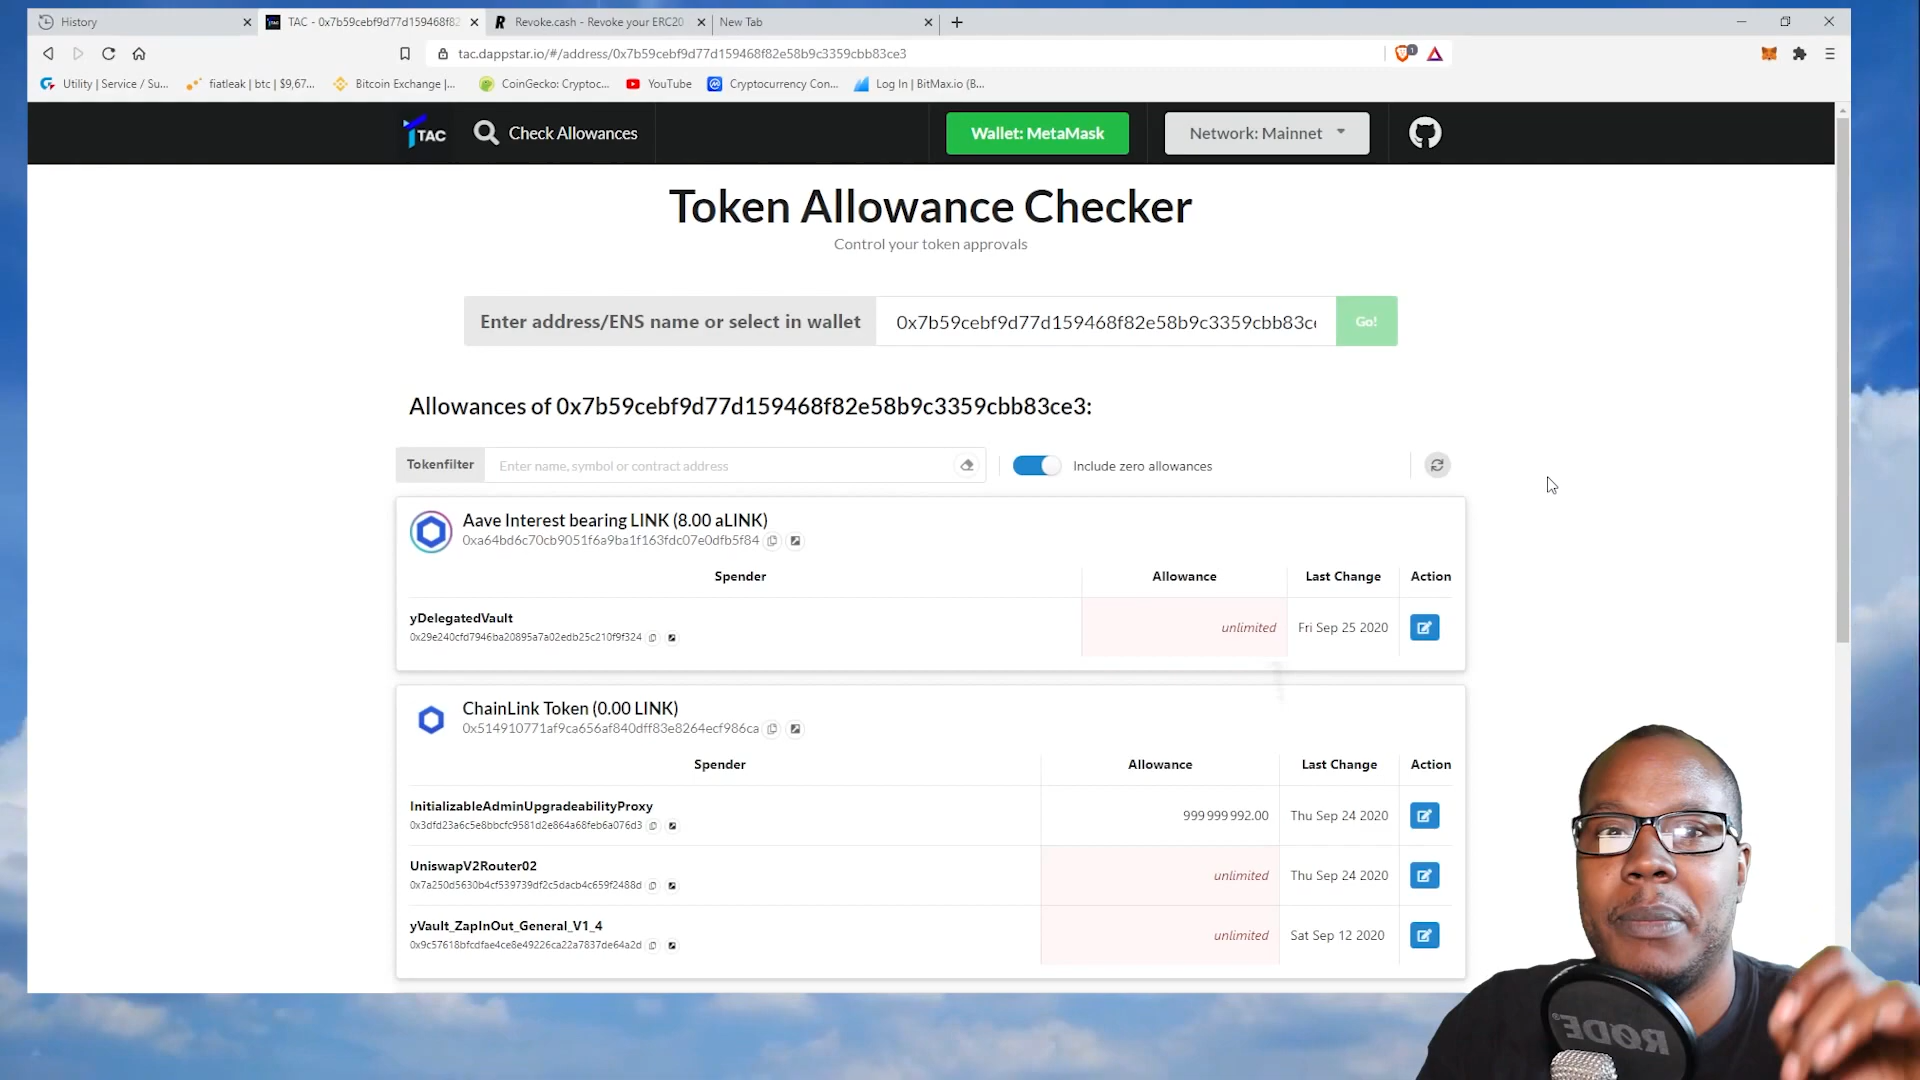 History
TAC - 0x7b59cebf9d77d159468f82
Revoke.cash - Revoke your ERC20
New Tab
tac.dappstar.io/#/address/0x7b59cebf9d77d159468f82e58b9c3359cbb83ce3
1
Utility | Service / Su...
fiatleak | btc | $9,67...
Bitcoin Exchange |...
CoinGecko: Cryptoc...
YouTube
Cryptocurrency Con...
Log In | BitMax.io (B...
TAC
Check Allowances
Wallet: MetaMask
Network: Mainnet
Token Allowance Checker
Control your token approvals
Enter address/ENS name or select in wallet
0x7b59cebf9d77d159468f82e58b9c3359cbb83c
Go!
Allowances of 0x7b59cebf9d77d159468f82e58b9c3359cbb83ce3:
Tokenfilter
Enter name, symbol or contract address
Include zero allowances
Aave Interest bearing LINK (8.00 aLINK)
0xa64bd6c70cb9051f6a9ba1f163fdc07e0dfb5f84
Spender
Allowance
Last Change
Action
yDelegatedVault
0x29e240cfd7946ba20895a7a02edb25c210f9f324
unlimited
Fri Sep 25 2020
ChainLink Token (0.00 LINK)
0x514910771af9ca656af840dff83e8264ecf986ca
Spender
Allowance
Last Change
Action
InitializableAdminUpgradeabilityProxy
0x3dfd23a6c5e8bbcfc9581d2e864a68feb6a076d3
999 999 992.00
Thu Sep 24 2020
UniswapV2Router02
0x7a250d5630b4cf539739df2c5dacb4c659f2488d
unlimited
Thu Sep 24 2020
yVault_ZapInOut_General_V1_4
0x9c57618bfcdfae4ce8e49226ca22a7837de64a2d
unlimited
Sat Sep 12 2020
RØDE